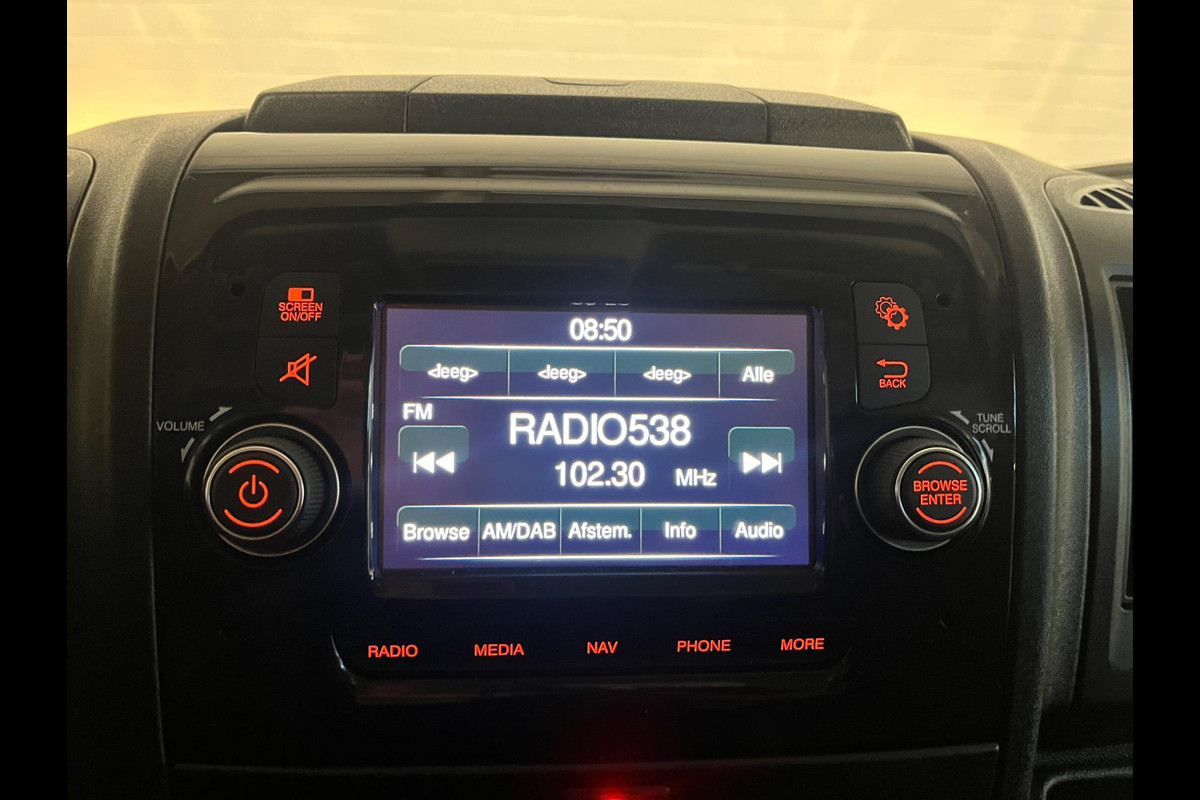 SCREEN
ON/OFF
08:50
<leeg> <leeg> <leeg> Alle
BACK
VOLUME
FM
RADIO538
TUNE
SCROLL
102.30 MHz
BROWSE
ENTER
Browse AM/DAB Afstem. Info Audio
RADIO MEDIA NAV PHONE MORE